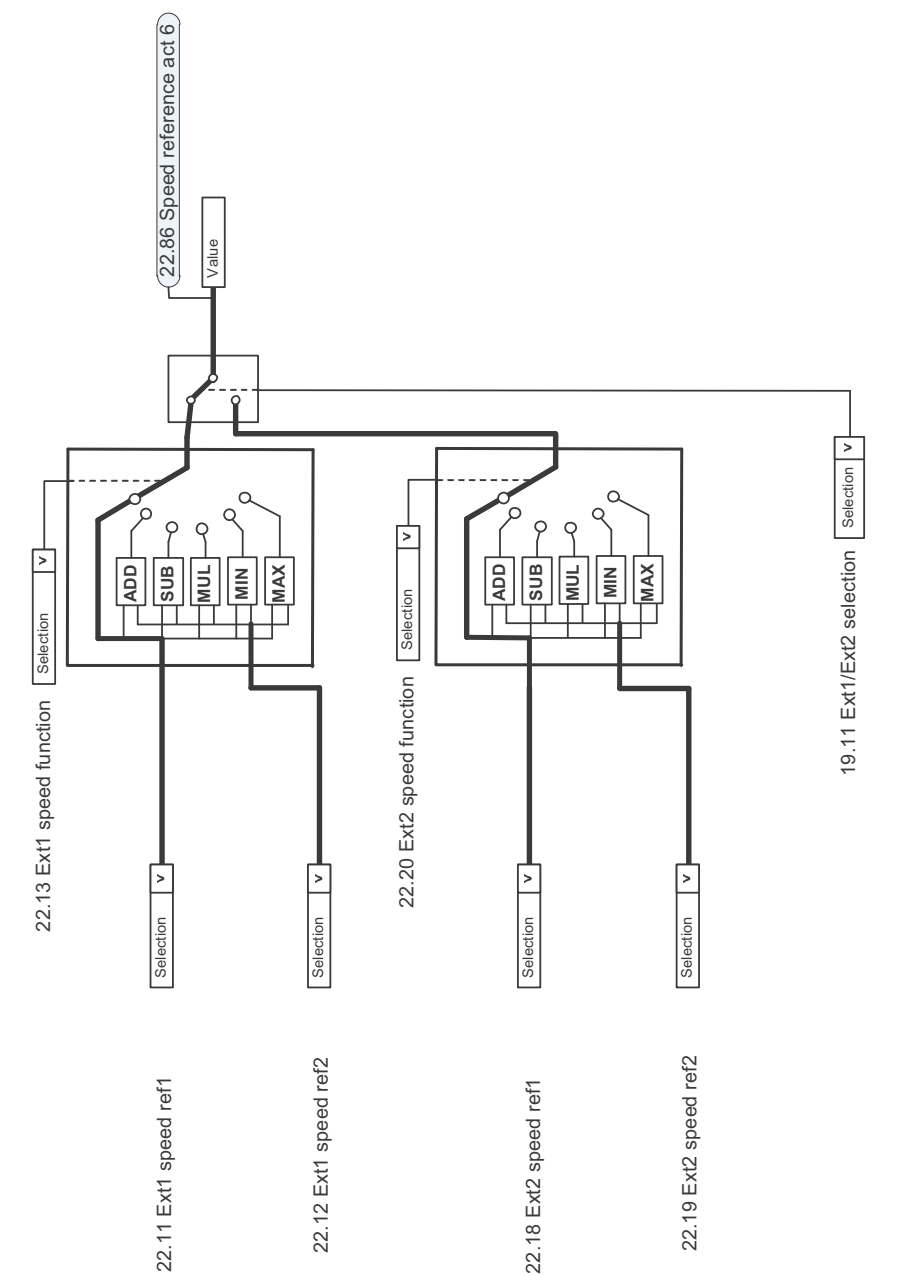 22.11 Ext1 speed ref1
Selection
v
22.12 Ext1 speed ref2
Selection
v
22.13 Ext1 speed function
Selection
v
ADD
SUB
MUL
MIN
MAX
22.18 Ext2 speed ref1
Selection
v
22.19 Ext2 speed ref2
Selection
v
22.20 Ext2 speed function
Selection
v
ADD
SUB
MUL
MIN
MAX
19.11 Ext1/Ext2 selection
Selection
v
22.86 Speed reference act 6
Value